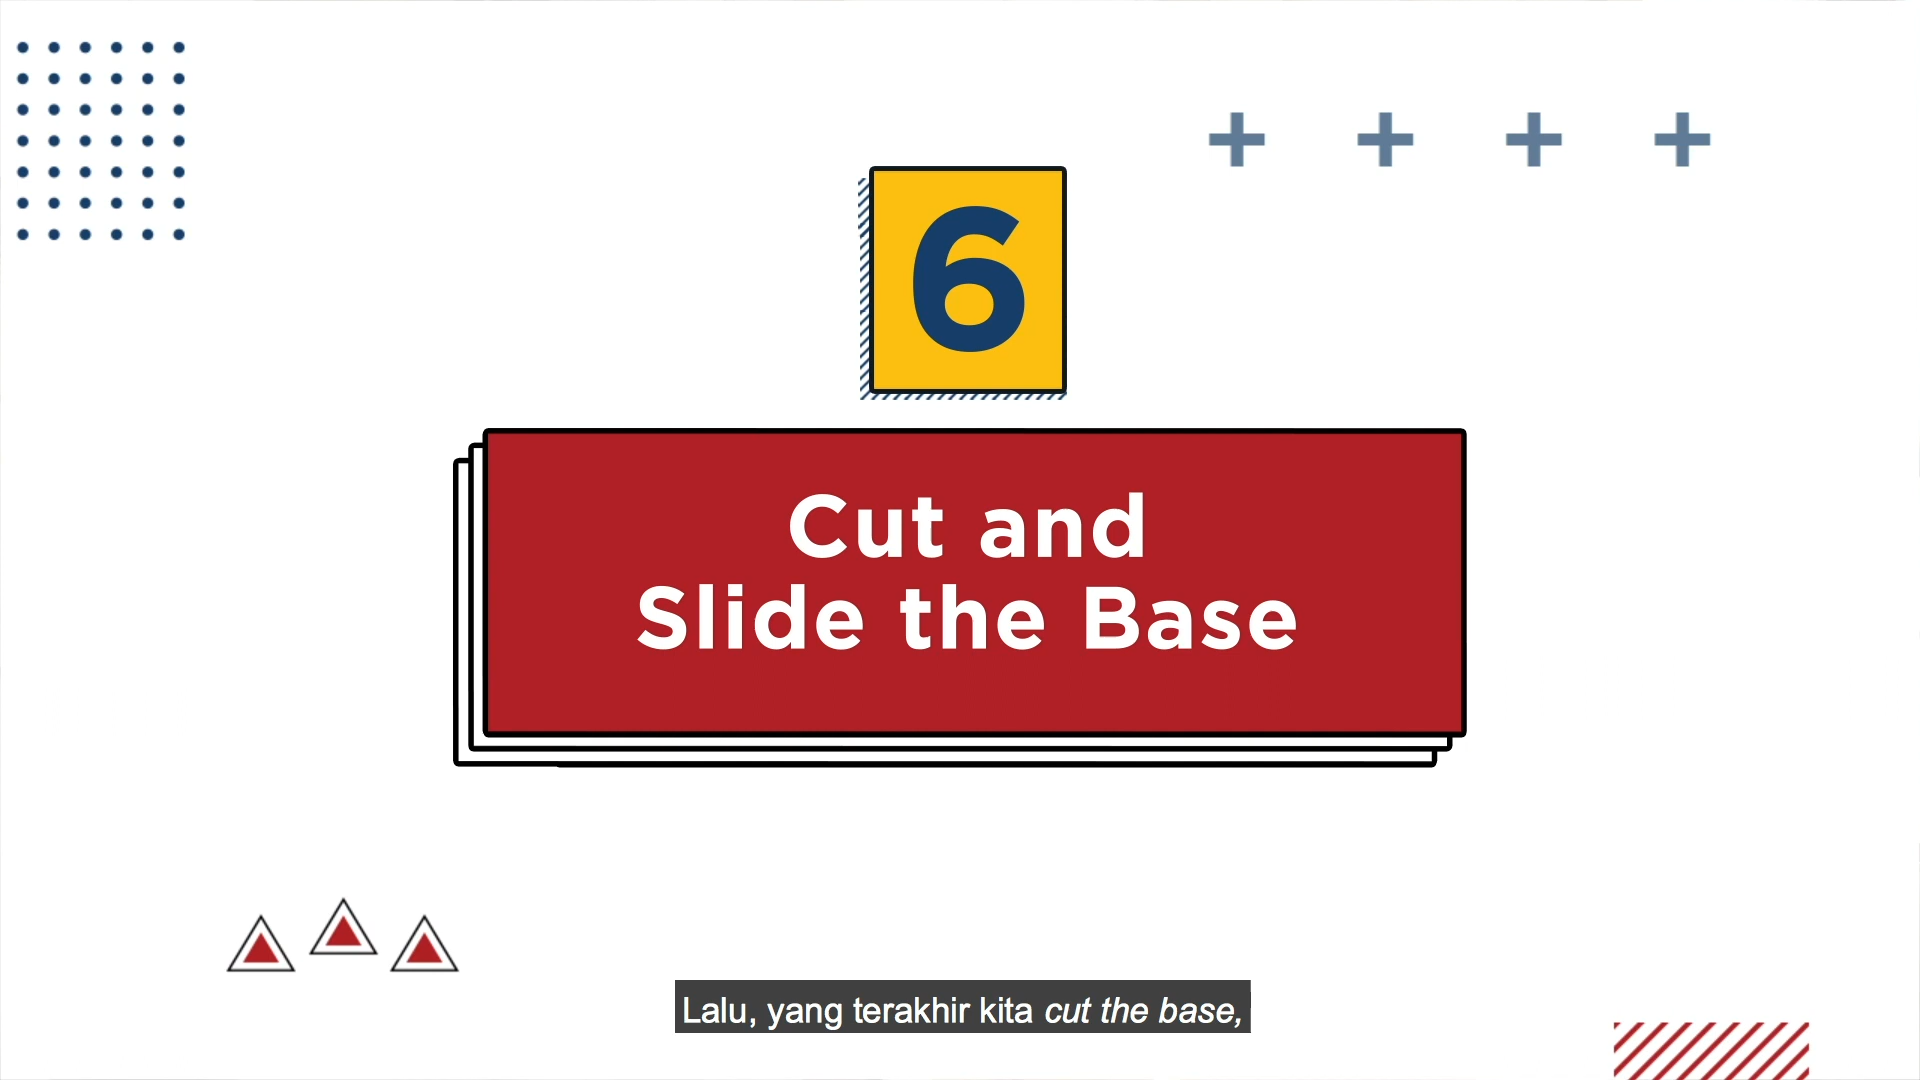 6
Cut and
Slide the Base
Lalu, yang terakhir kita cut the base,